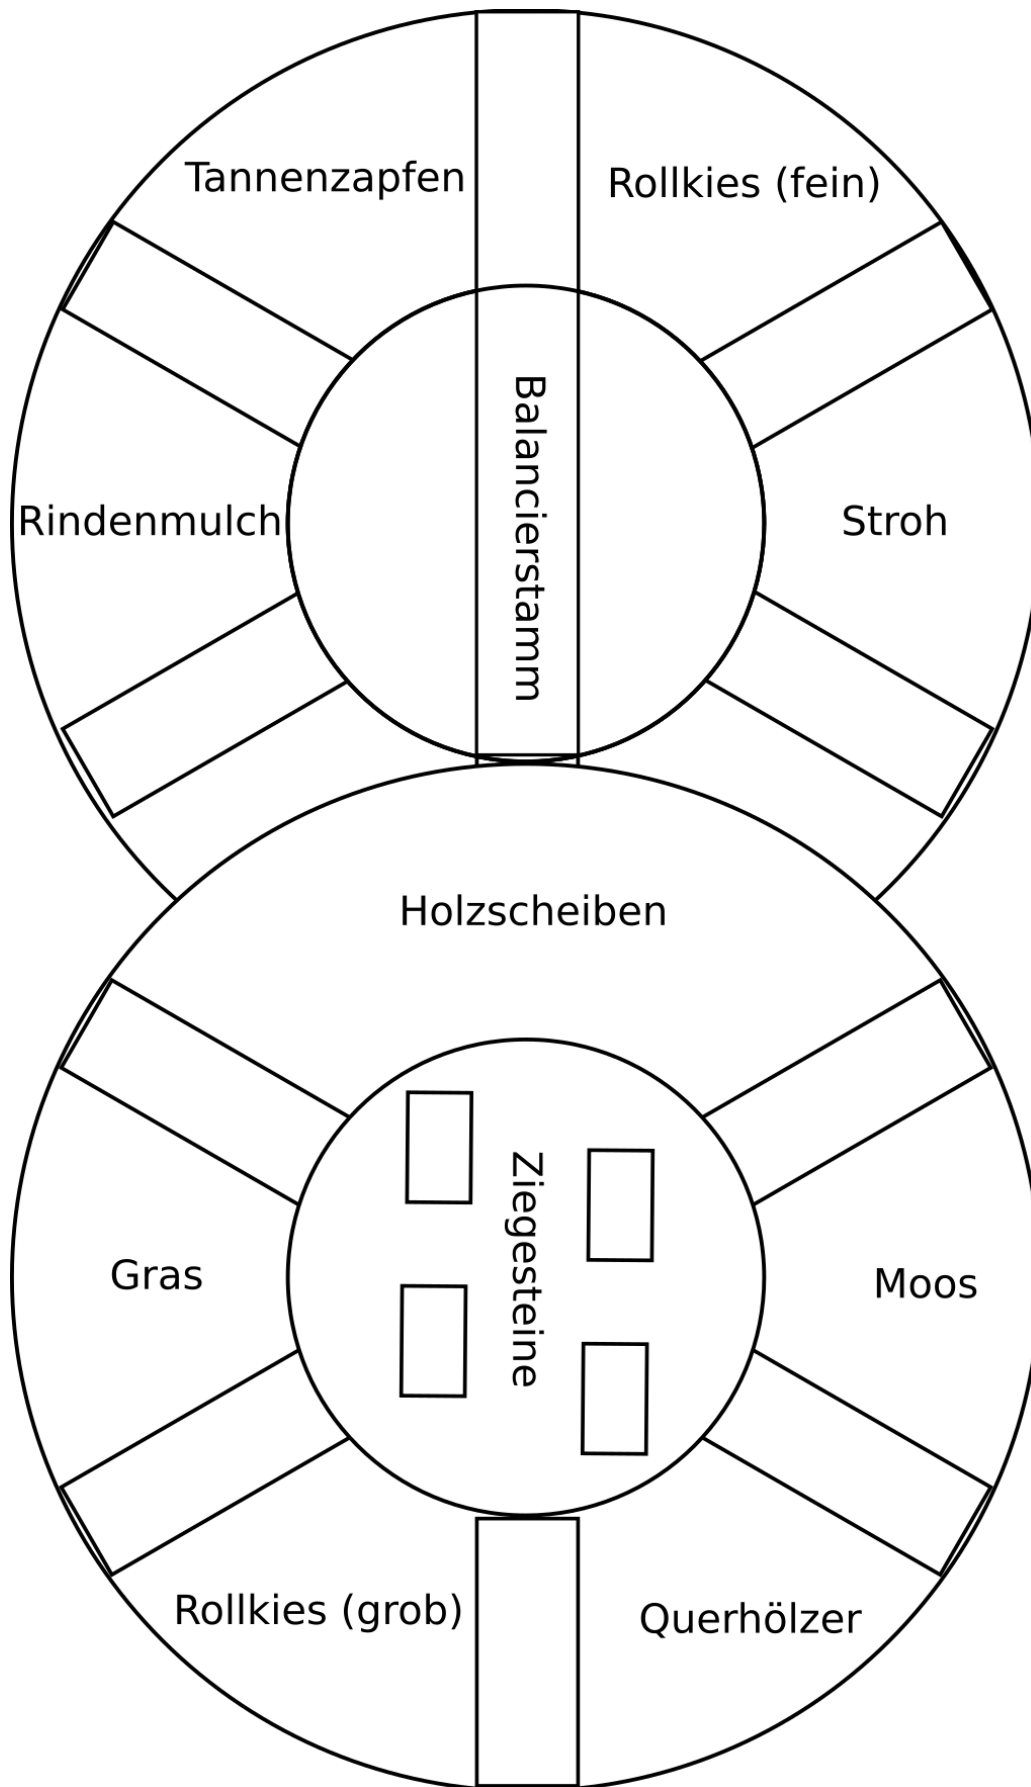 Tannenzapfen
Rollkies (fein)
Balancierstamm
Rindenmulch
Stroh
Holzscheiben
Ziegesteine
Gras
Moos
Rollkies (grob)
Querhölzer